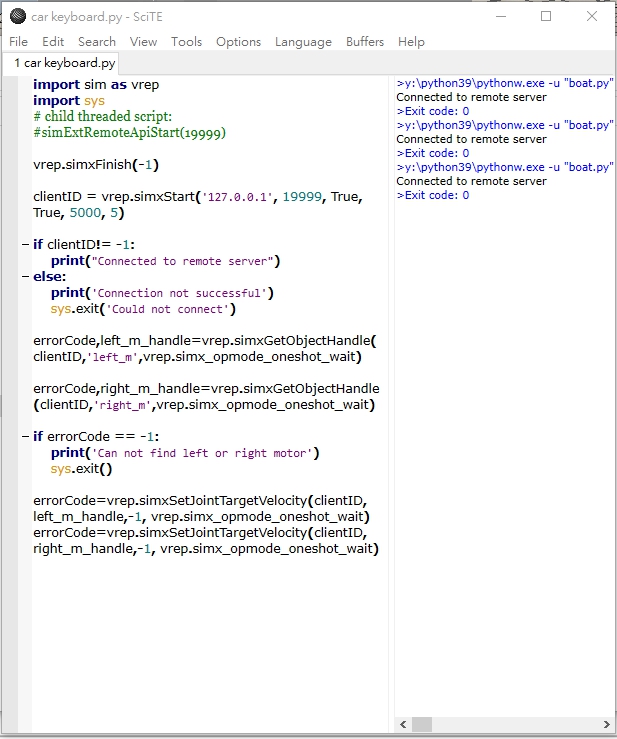 car keyboard.py - SciTE
File Edit Search View Tools Options Language Buffers Help
1 car keyboard.py
import sim as vrep
import sys
# child threaded script:
#simExtRemoteApiStart(19999)
vrep.simxFinish(-1)
clientID = vrep.simxStart('127.0.0.1', 19999, True,
True, 5000, 5)
if clientID!= -1:
print("Connected to remote server")
else:
print('Connection not successful')
sys.exit('Could not connect')
errorCode,left_m_handle=vrep.simxGetObjectHandle(
clientID,'left_m',vrep.simx_opmode_oneshot_wait)
errorCode,right_m_handle=vrep.simxGetObjectHandle
(clientID,'right_m',vrep.simx_opmode_oneshot_wait)
if errorCode == -1:
print('Can not find left or right motor')
sys.exit()
errorCode=vrep.simxSetJointTargetVelocity(clientID,
left_m_handle,-1, vrep.simx_opmode_oneshot_wait)
errorCode=vrep.simxSetJointTargetVelocity(clientID,
right_m_handle,-1, vrep.simx_opmode_oneshot_wait)
>y:\python39\pythonw.exe -u "boat.py"
Connected to remote server
>Exit code: 0
>y:\python39\pythonw.exe -u "boat.py"
Connected to remote server
>Exit code: 0
>y:\python39\pythonw.exe -u "boat.py"
Connected to remote server
>Exit code: 0